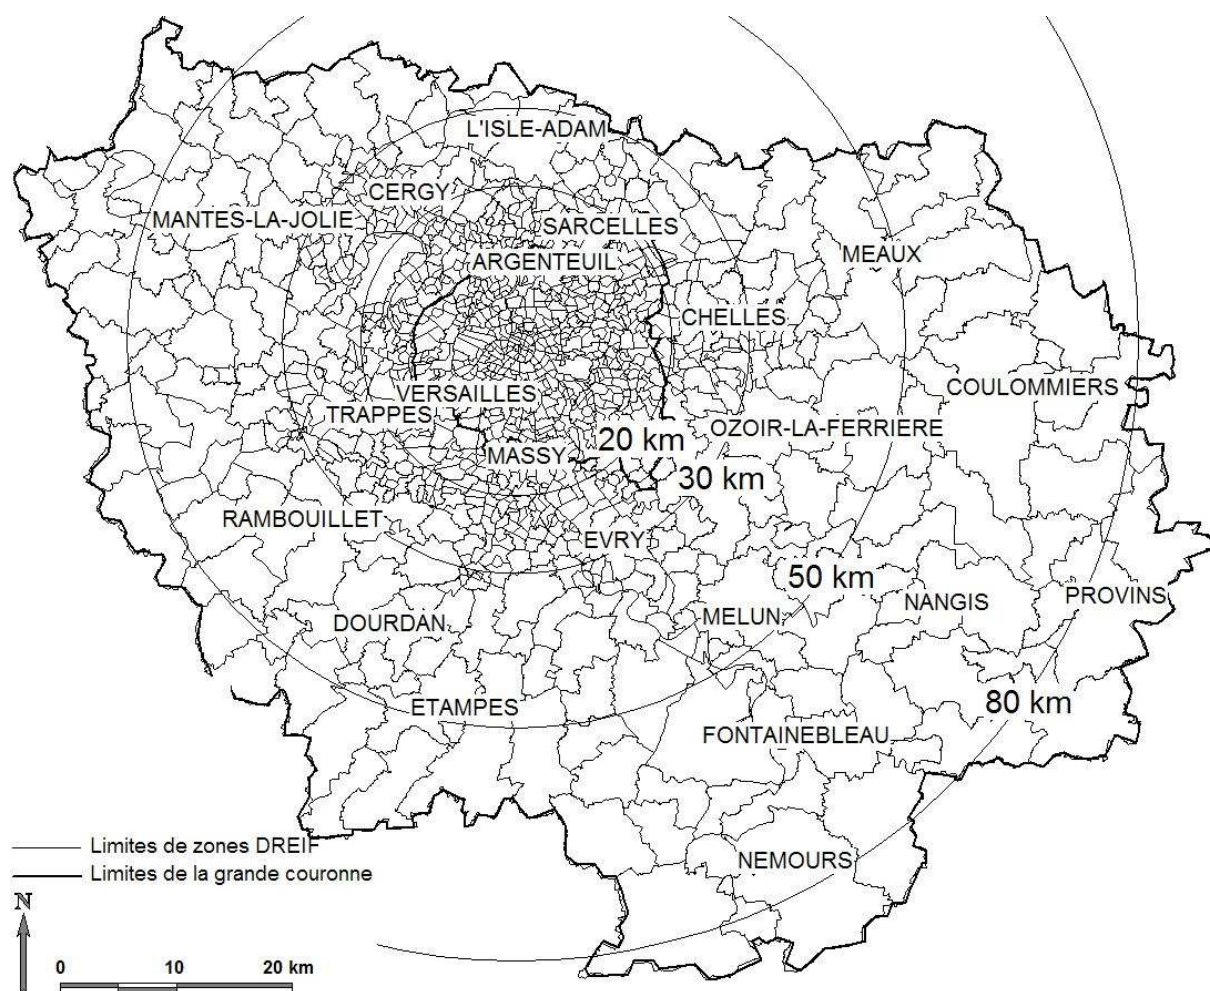 L'ISLE-ADAM
CERGY
MANTES-LA-JOLIE
SARCELLES
MEAUX
ARGENTEUIL
CHELLES
COULOMMIERS
VERSAILLES
TRAPPES
OZOIR-LA-FERRIERE
20 km
MASSY
30 km
RAMBOUILLET
EVRY
50 km
PROVINS
NANGIS
MELUN
DOURDAN
80 km
ETAMPES
FONTAINEBLEAU
Limites de zones DREIF
NEMOURS
Limites de la grande couronne
N
0 10 20 km